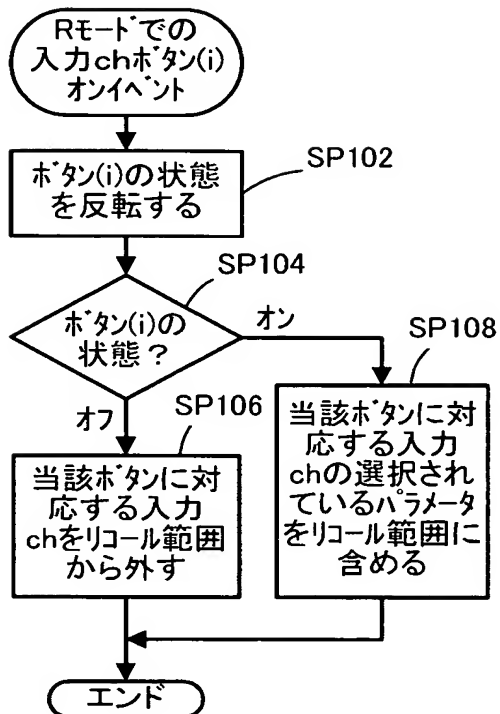 Rモードでの
入力chボタン(i)
オンイベント
SP102
ボタン(i)の状態
を反転する
SP104
ボタン(i)の
状態？
オン
オフ
SP106
当該ボタンに対
応する入力
chをリコール範囲
から外す
SP108
当該ボタンに対
応する入力
chの選択され
ているパラメータ
をリコール範囲に
含める
エンド